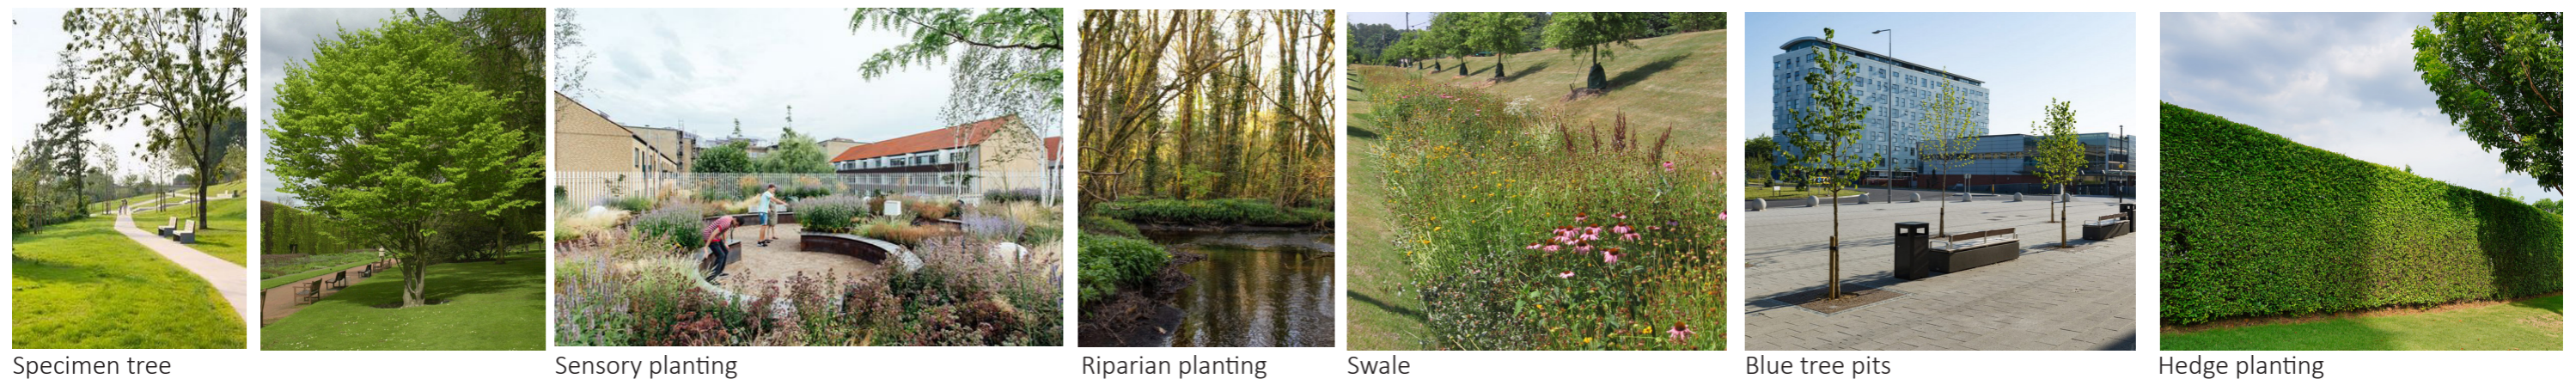 Specimen tree
Sensory planting
Riparian planting
Swale
Blue tree pits
Hedge planting